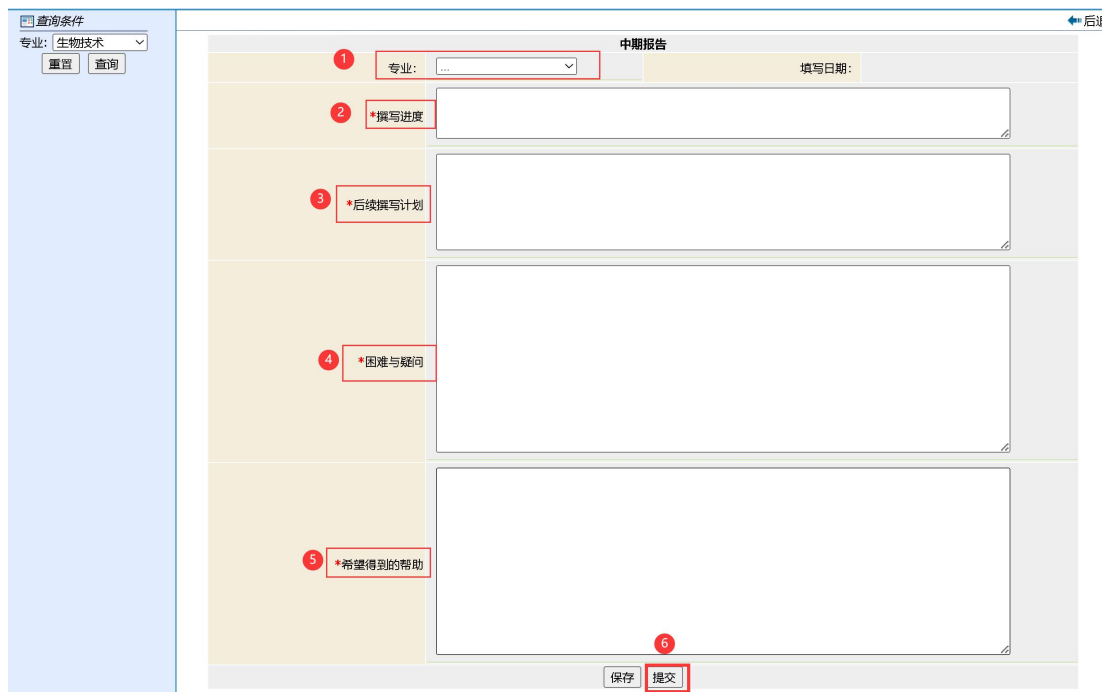 查询条件
专业: 生物技术
重置 查询
后退
中期报告
1
专业: ...
填写日期:
2
*撰写进度
3
*后续撰写计划
4
*困难与疑问
5
*希望得到的帮助
6
保存 提交